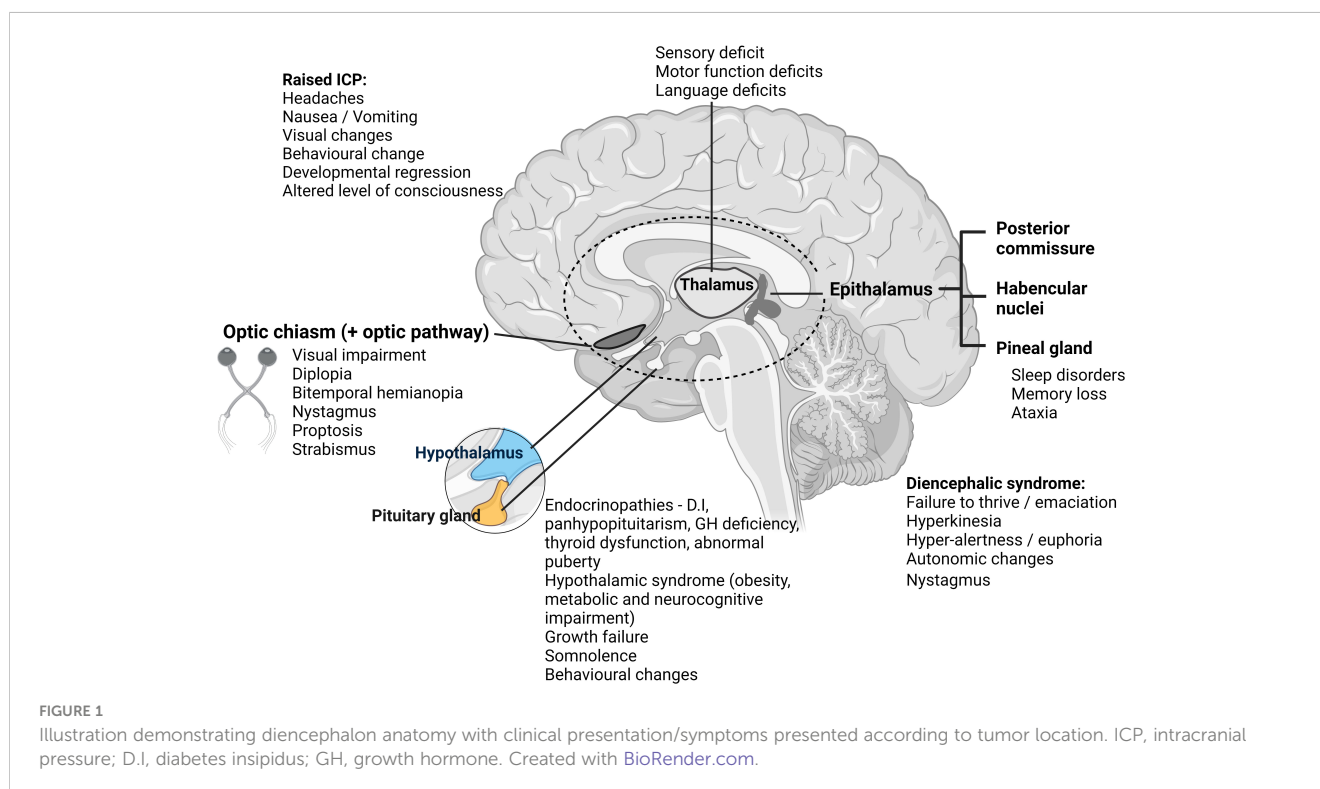 Sensory deficit
Motor function deficits
Language deficits
Raised ICP:
Headaches
Nausea / Vomiting
Visual changes
Behavioural change
Developmental regression
Altered level of consciousness
Thalamus
Epithalamus
Posterior
commissure
Habencular
nuclei
Pineal gland
Sleep disorders
Memory loss
Ataxia
Optic chiasm (+ optic pathway)
Visual impairment
Diplopia
Bitemporal hemianopia
Nystagmus
Proptosis
Strabismus
Hypothalamus
Pituitary gland
Endocrinopathies - D.I,
panhypopituitarism, GH deficiency,
thyroid dysfunction, abnormal
puberty
Hypothalamic syndrome (obesity,
metabolic and neurocognitive
impairment)
Growth failure
Somnolence
Behavioural changes
Diencephalic syndrome:
Failure to thrive / emaciation
Hyperkinesia
Hyper-alertness / euphoria
Autonomic changes
Nystagmus
FIGURE 1
Illustration demonstrating diencephalon anatomy with clinical presentation/symptoms presented according to tumor location. ICP, intracranial
pressure; D.I, diabetes insipidus; GH, growth hormone. Created with BioRender.com.